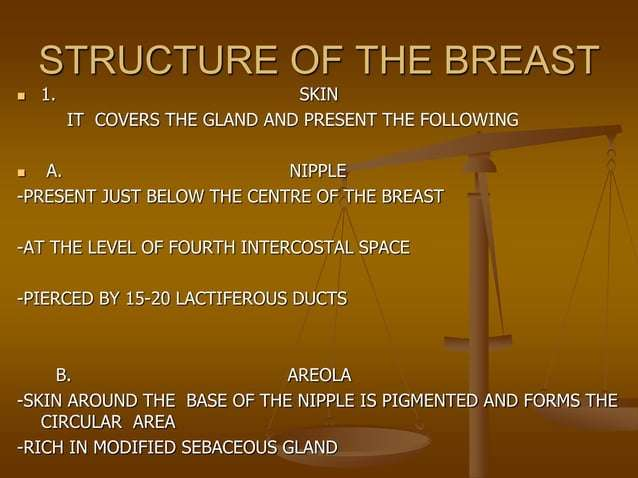 STRUCTURE OF THE BREAST
1. SKIN
IT COVERS THE GLAND AND PRESENT THE FOLLOWING
A. NIPPLE
-PRESENT JUST BELOW THE CENTRE OF THE BREAST
-AT THE LEVEL OF FOURTH INTERCOSTAL SPACE
-PIERCED BY 15-20 LACTIFEROUS DUCTS
B. AREOLA
-SKIN AROUND THE BASE OF THE NIPPLE IS PIGMENTED AND FORMS THE
CIRCULAR AREA
-RICH IN MODIFIED SEBACEOUS GLAND